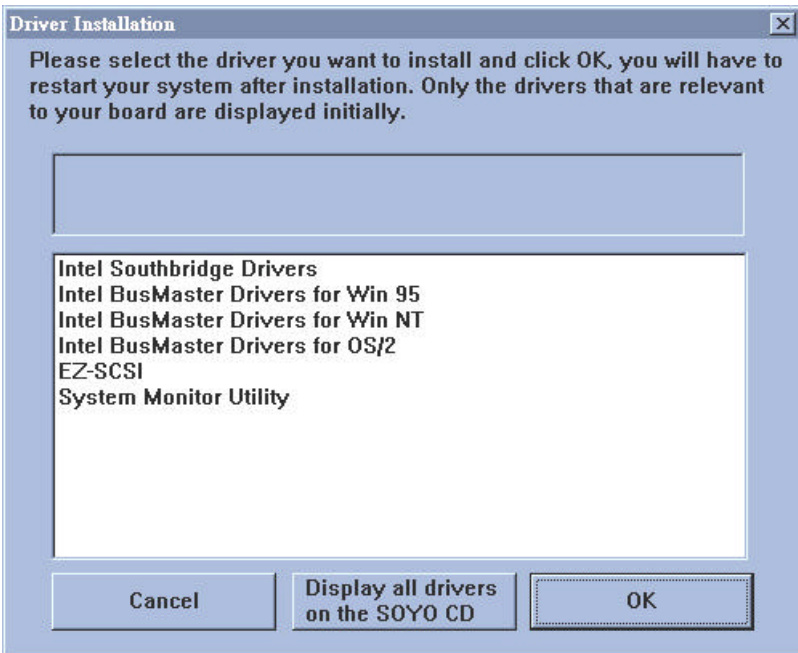 Driver Installation
Please select the driver you want to install and click OK, you will have to
restart your system after installation. Only the drivers that are relevant
to your board are displayed initially.
Intel Southbridge Drivers
Intel BusMaster Drivers for Win 95
Intel BusMaster Drivers for Win NT
Intel BusMaster Drivers for OS/2
EZ-SCSI
System Monitor Utility
Cancel
Display all drivers
on the SOYO CD
OK